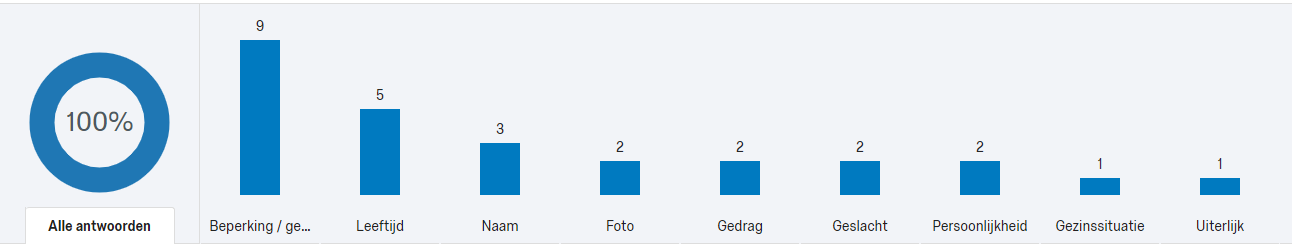 100%
Alle antwoorden
9
5
3
2
2
2
2
1
1
Beperking / ge...
Leeftijd
Naam
Foto
Gedrag
Geslacht
Persoonlijkheid
Gezinssituatie
Uiterlijk